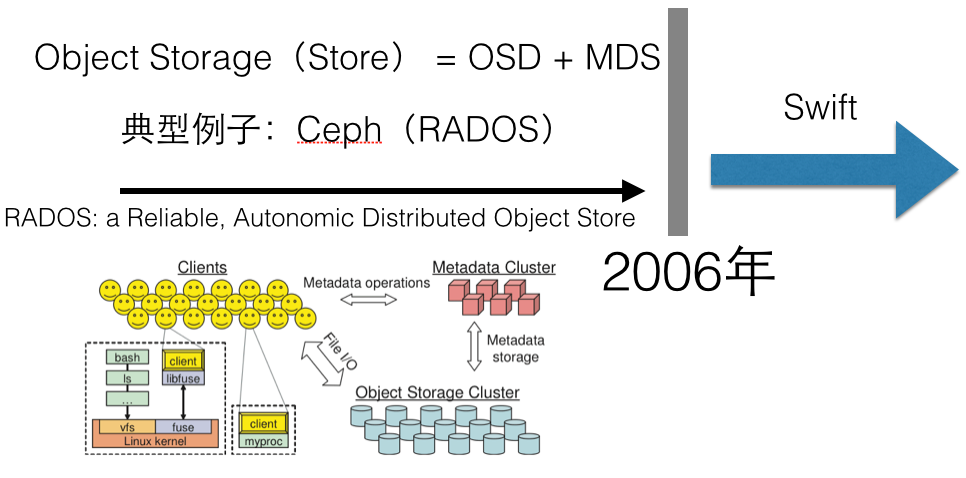 Object Storage（Store） = OSD + MDS
Swift
典型例子：Ceph（RADOS）
RADOS: a Reliable, Autonomic Distributed Object Store
2006年
Clients
Metadata operations
Metadata Cluster
File I/O
Metadata
storage
bash
client
ls
libfuse
...
Object Storage Cluster
vfs
fuse
client
Linux kernel
myproc